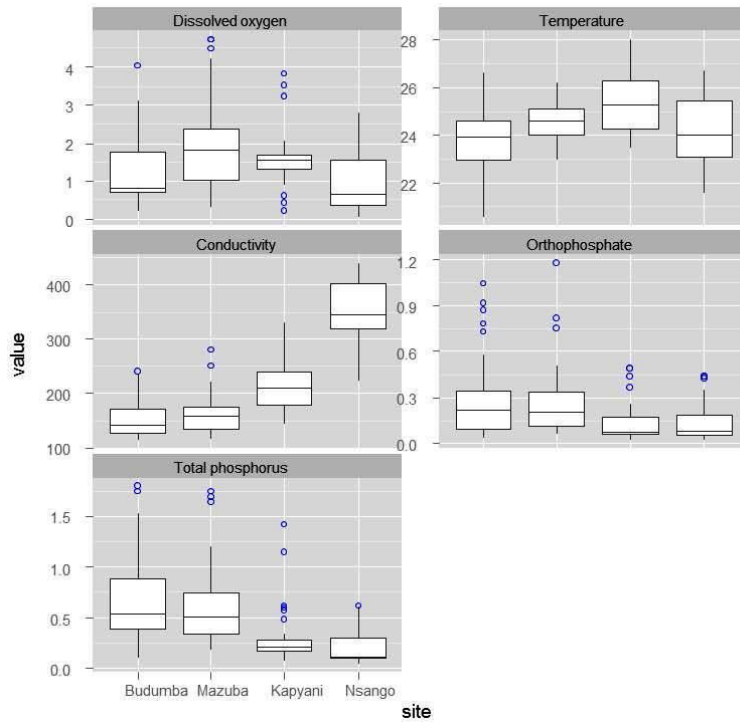 Dissolved oxygen
Temperature
4
3
2
1
0
28
26
24
22
Conductivity
Orthophosphate
400
300
200
100
1.2
0.9
0.6
0.3
0.0
value
Total phosphorus
1.5
1.0
0.5
0.0
Budumba Mazuba Kapyani Nsango
site